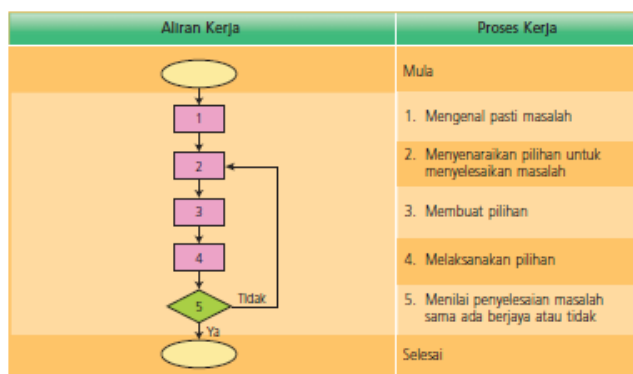 Aliran Kerja
Proses Kerja
Mula
1
1. Mengenal pasti masalah
2
2. Menyenaraikan pilihan untuk
menyelesaikan masalah
3
3. Membuat pilihan
4
4. Melaksanakan pilihan
5
Tidak
5. Menilai penyelesaian masalah
sama ada berjaya atau tidak
Ya
Selesai